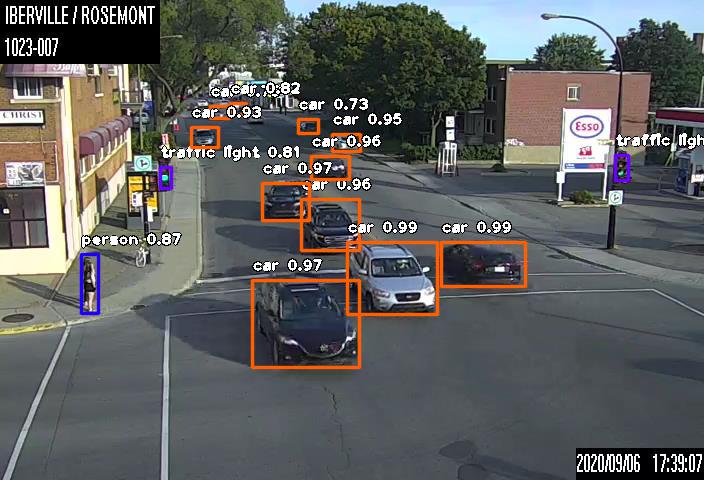 IBERVILLE / ROSEMONT
1023-007
car 0.82
car 0.93
car 0.73
car 0.95
CHRIST
Esso
car 0.96
traffic ligh
traffic light 0.81
car 0.97
car 0.96
person 0.87
car 0.99
car 0.99
car 0.97
2020/09/06 17:39:07